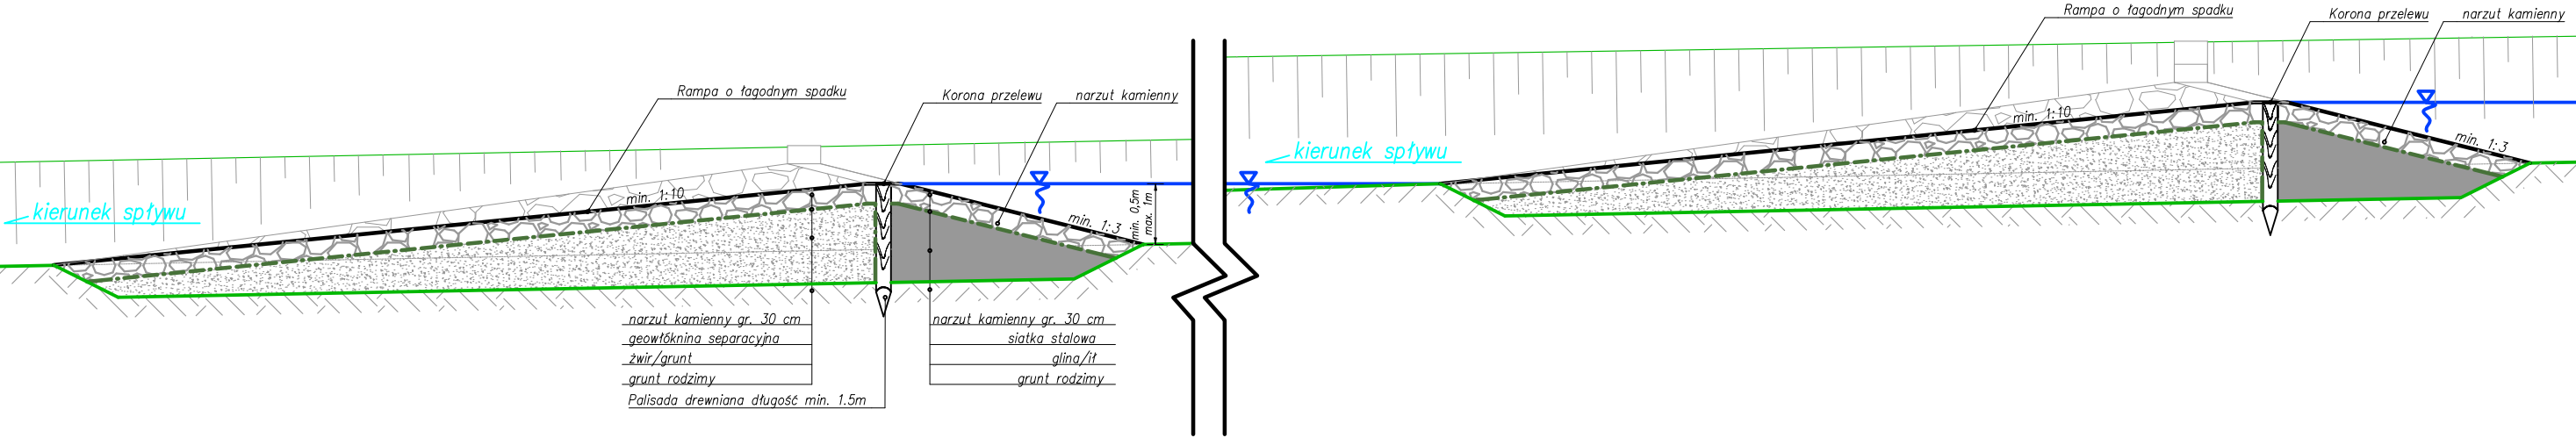 Rampa o łagodnym spadku
Korona przelewu
narzut kamienny
min. 1:10
kierunek spływu
min. 1:3
min. 0,5m
max. 1m
narzut kamienny gr. 30 cm
geowłóknina separacyjna
żwir/grunt
grunt rodzimy
Palisada drewniana długość min. 1.5m
narzut kamienny gr. 30 cm
siatka stalowa
glina/ił
grunt rodzimy
Rampa o łagodnym spadku
Korona przelewu
narzut kamienny
min. 1:10
kierunek spływu
min. 1:3